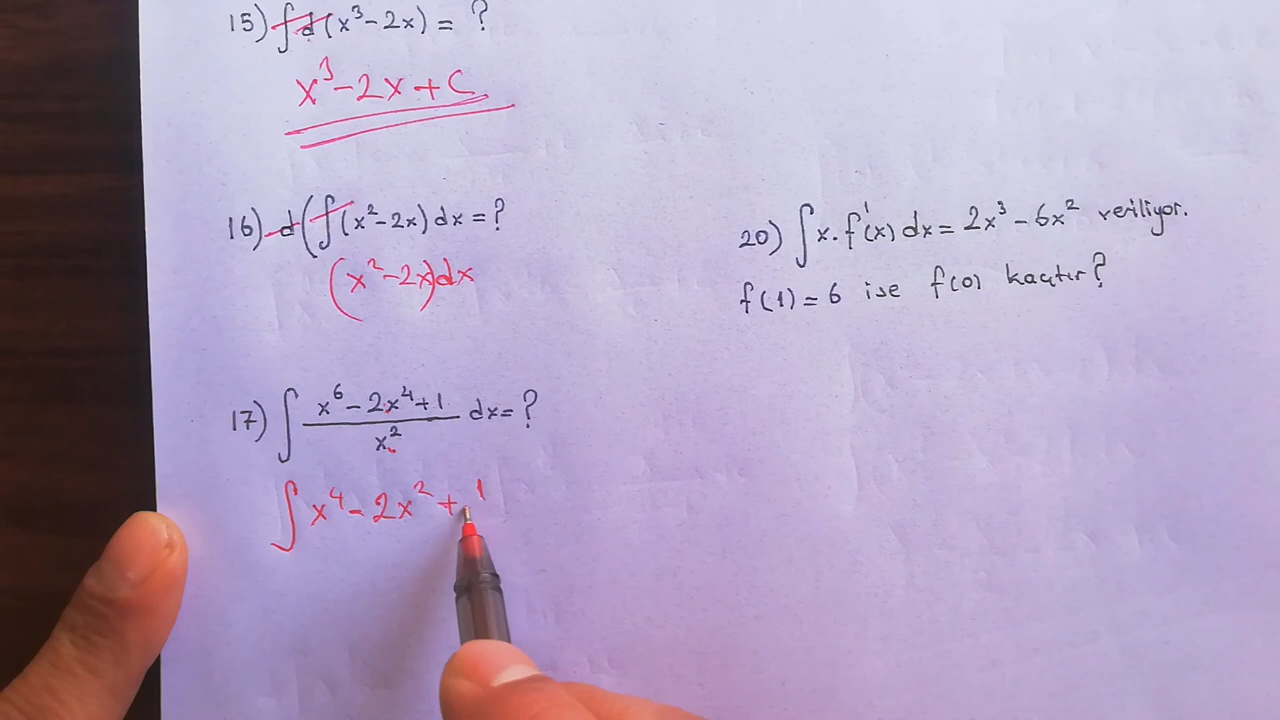 15) ∫d(x³-2x) = ?
x³-2x+C
16) d(∫(x²-2x)dx=?
(x²-2x)dx
17) ∫ (x⁶-2x⁴+1)/x² dx=?
∫x⁴-2x²+1
20) ∫x.f'(x)dx=2x³-6x² veriliyor.
f(1)=6 ise f(0) kaçtır?